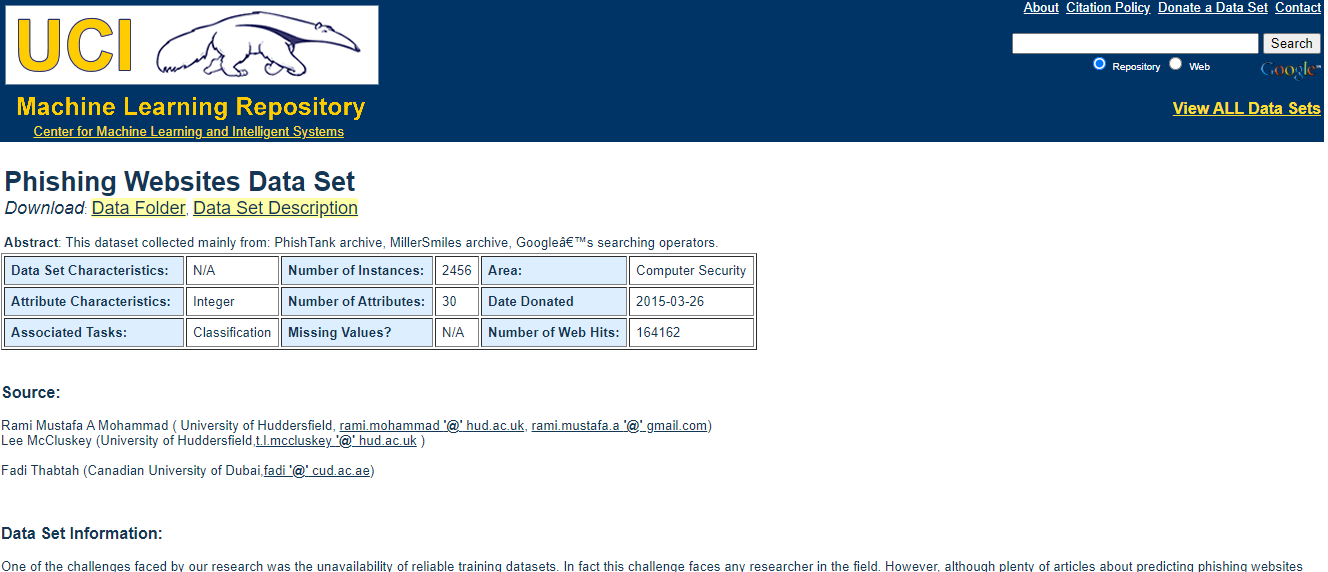 About Citation Policy Donate a Data Set Contact
UCI
Search
Repository Web
Google™
Machine Learning Repository
View ALL Data Sets
Center for Machine Learning and Intelligent Systems
Phishing Websites Data Set
Download: Data Folder, Data Set Description
Abstract: This dataset collected mainly from: PhishTank archive, MillerSmiles archive, Googleâ€™s searching operators.
Data Set Characteristics: N/A Number of Instances: 2456 Area: Computer Security
Attribute Characteristics: Integer Number of Attributes: 30 Date Donated 2015-03-26
Associated Tasks: Classification Missing Values? N/A Number of Web Hits: 164162
Source:
Rami Mustafa A Mohammad ( University of Huddersfield, rami.mohammad '@' hud.ac.uk, rami.mustafa.a '@' gmail.com)
Lee McCluskey (University of Huddersfield,t.l.mccluskey '@' hud.ac.uk )
Fadi Thabtah (Canadian University of Dubai,fadi '@' cud.ac.ae)
Data Set Information:
One of the challenges faced by our research was the unavailability of reliable training datasets. In fact this challenge faces any researcher in the field. However, although plenty of articles about predicting phishing websites